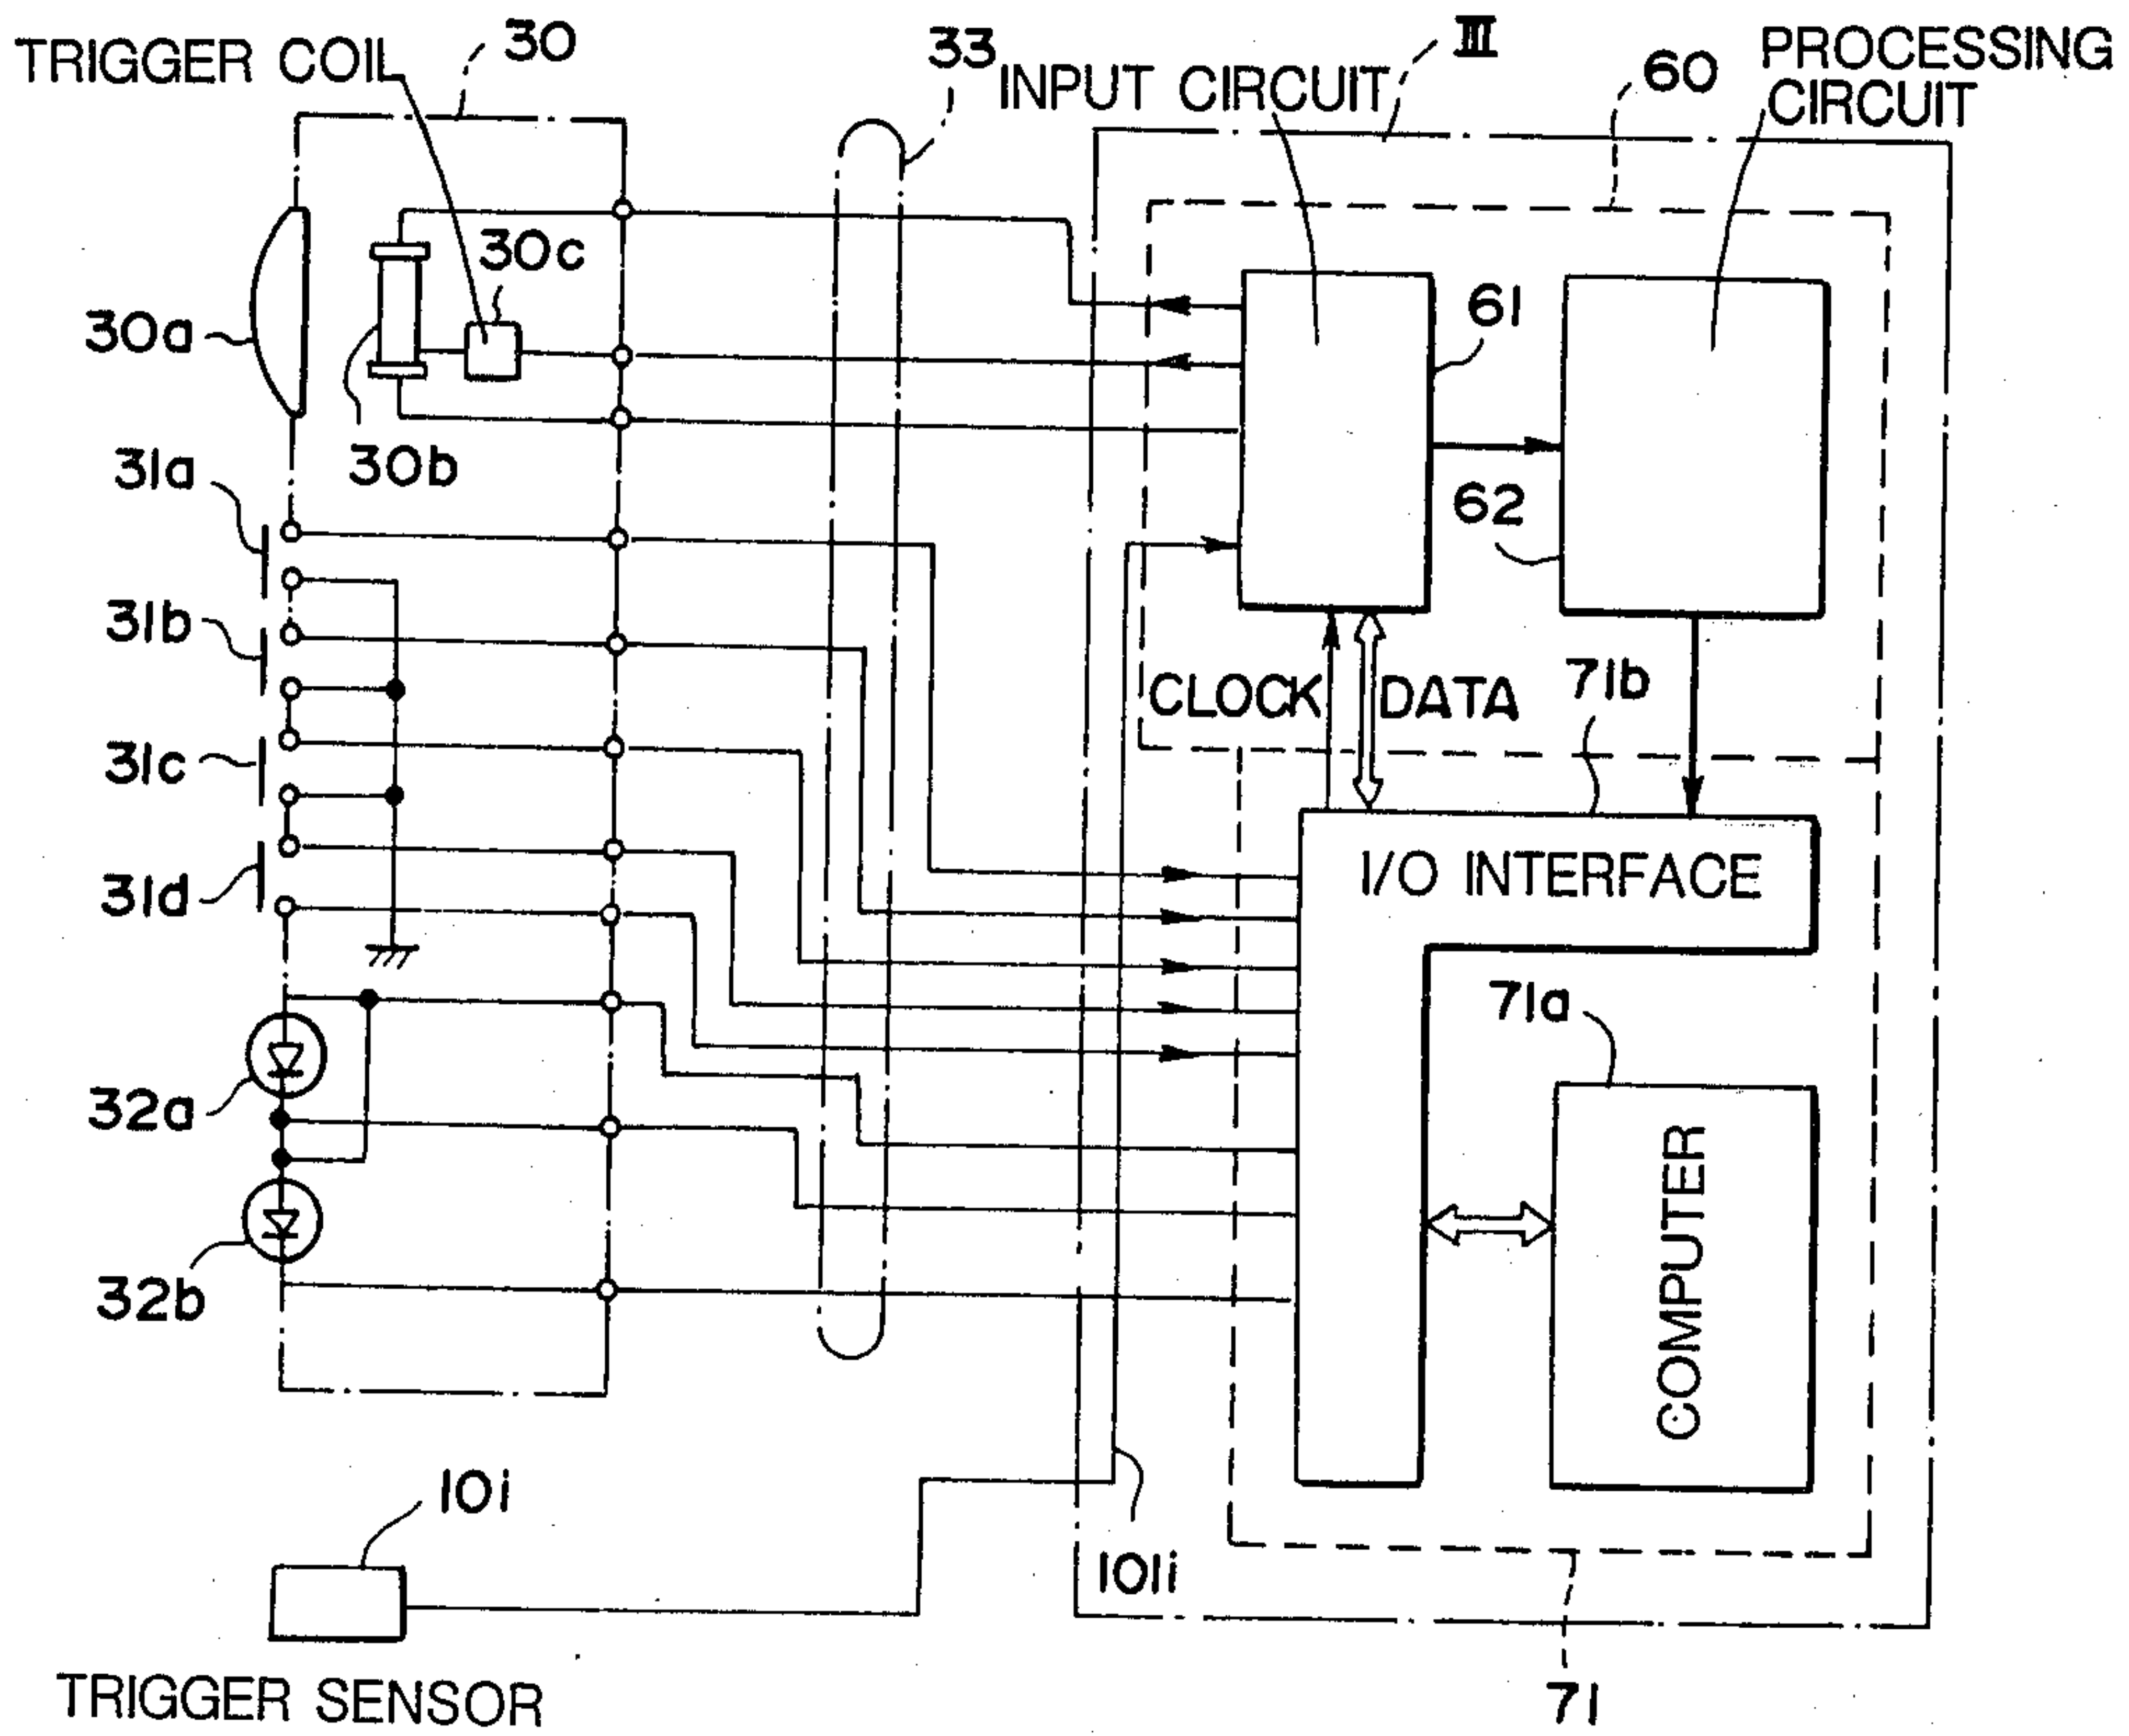 TRIGGER COIL
30
33
INPUT CIRCUIT
III
60
PROCESSING
CIRCUIT
30c
30a
30b
61
62
31a
31b
31c
31d
CLOCK
DATA
71b
I/O INTERFACE
71a
COMPUTER
32a
32b
10i
101i
71
TRIGGER SENSOR